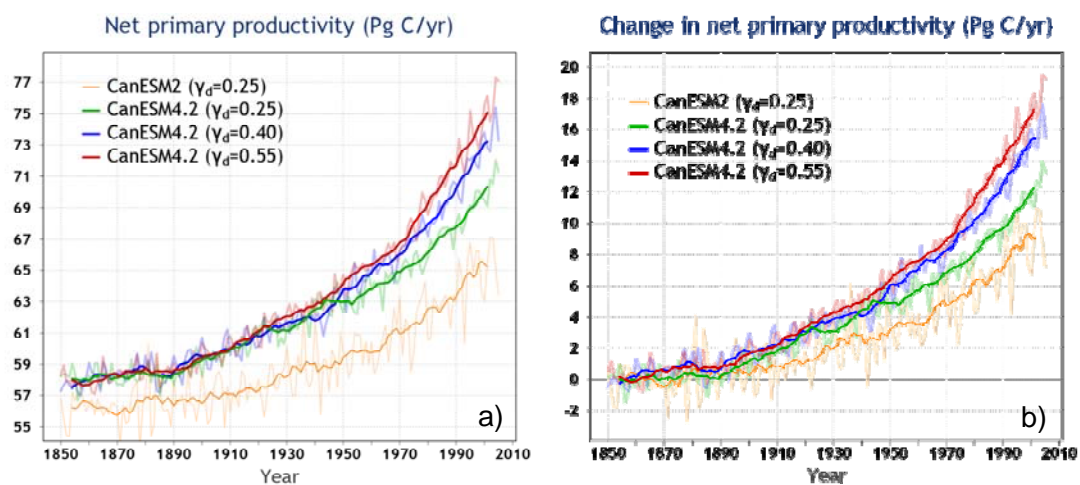 Net primary productivity (Pg C/yr)
77
75
73
71
69
67
65
63
61
59
57
55
CanESM2 (γd=0.25)
CanESM4.2 (γd=0.25)
CanESM4.2 (γd=0.40)
CanESM4.2 (γd=0.55)
a)
1850 1870 1890 1910 1930 1950 1970 1990 2010
Year
Change in net primary productivity (Pg C/yr)
20
18
16
14
12
10
8
6
4
2
0
-2
CanESM2 (γd=0.25)
CanESM4.2 (γd=0.25)
CanESM4.2 (γd=0.40)
CanESM4.2 (γd=0.55)
b)
1850 1870 1890 1910 1930 1950 1970 1990 2010
Year